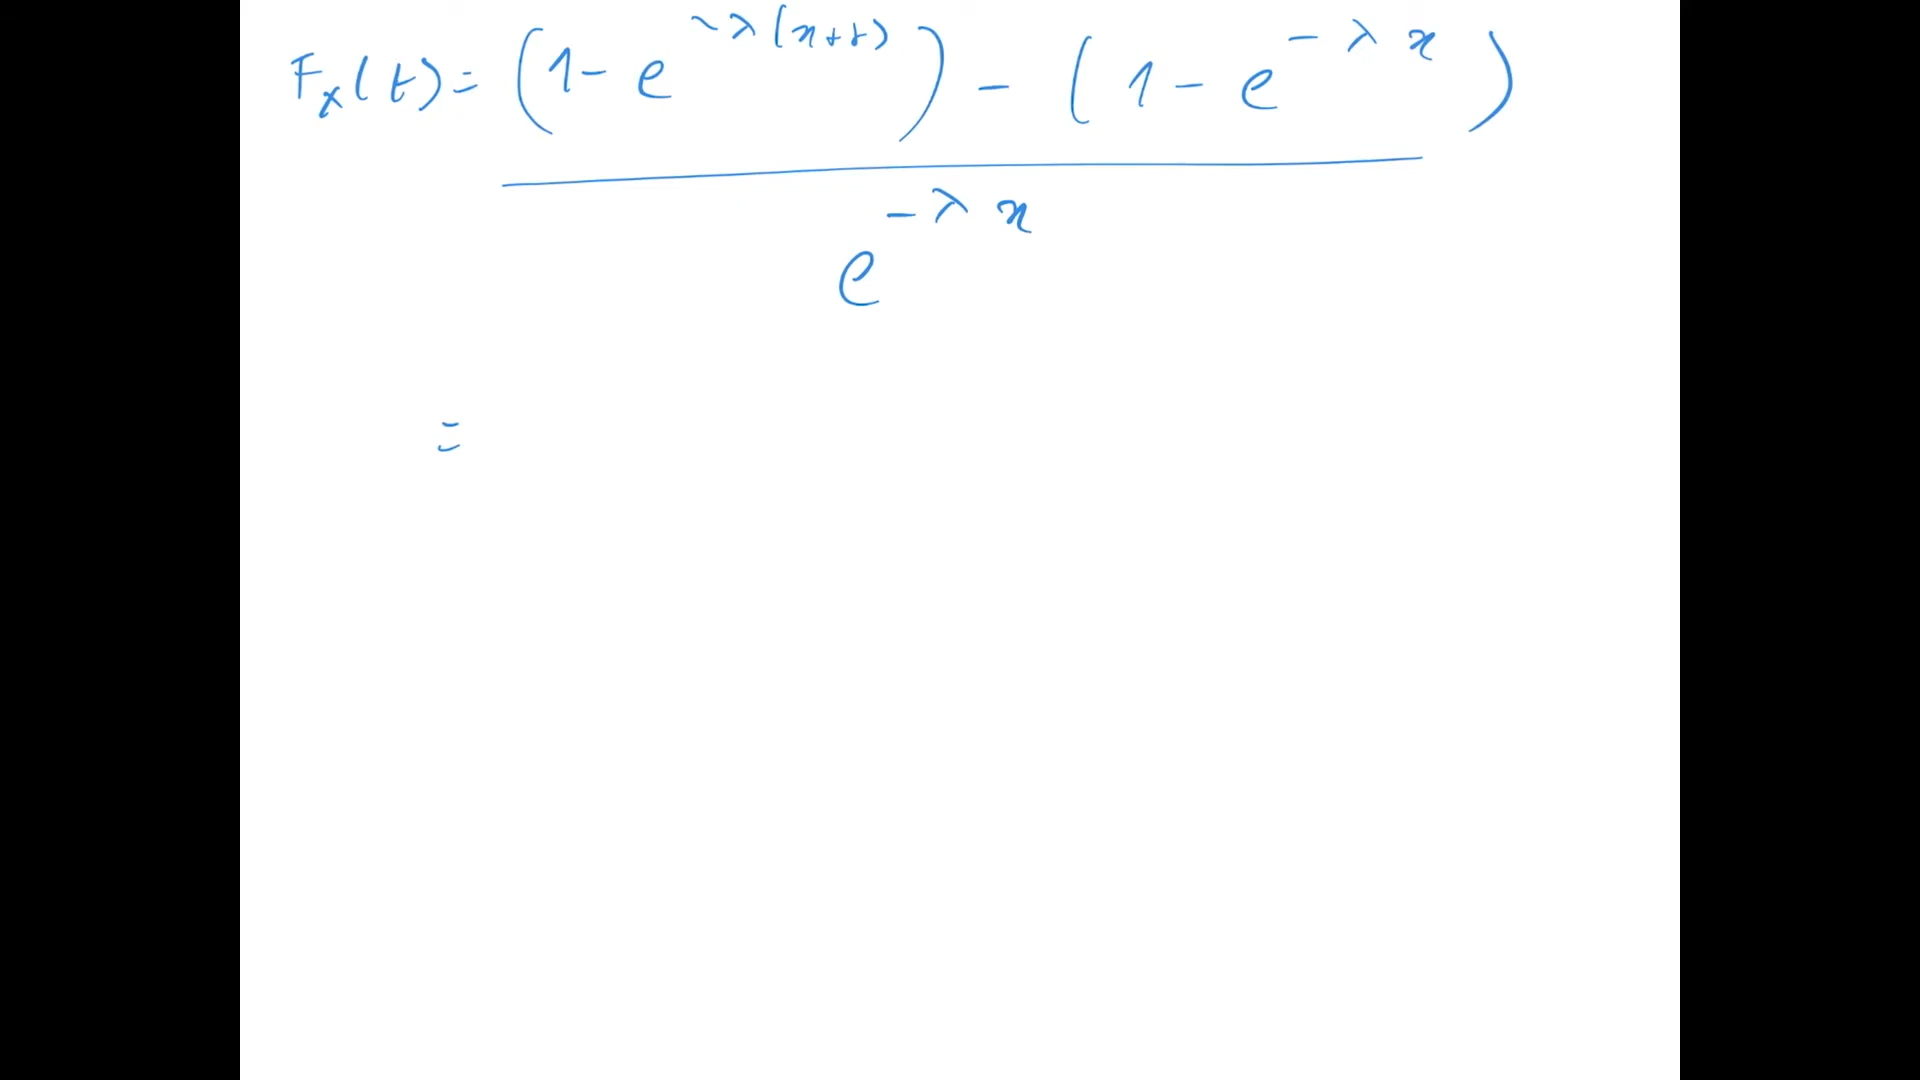 Fₓ(t) = (1 - e^{-λ(x+t)}) - (1 - e^{-λx})
e^{-λx}
=